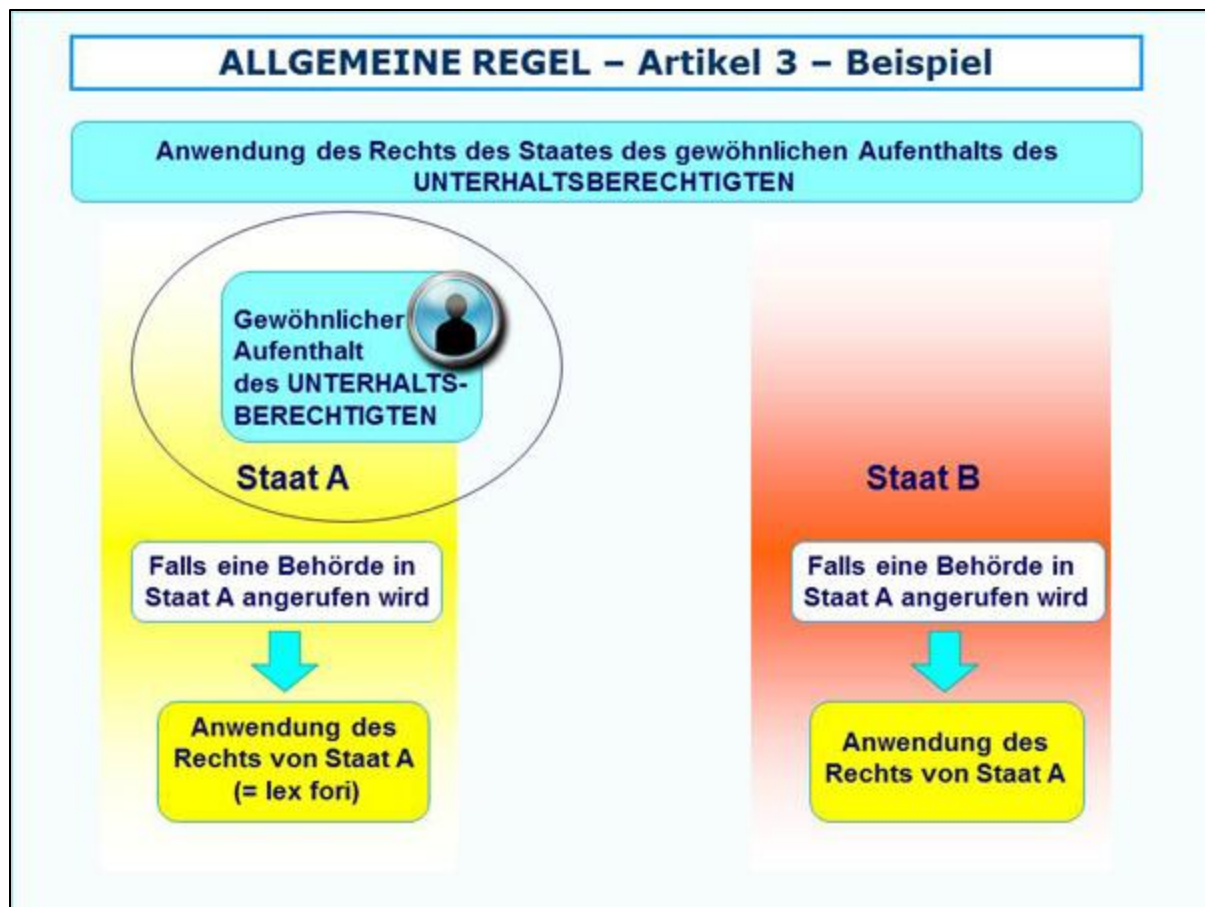 ALLGEMEINE REGEL – Artikel 3 – Beispiel
Anwendung des Rechts des Staates des gewöhnlichen Aufenthalts des
UNTERHALTSBERECHTIGTEN
Gewöhnlicher
Aufenthalt
des UNTERHALTS-
BERECHTIGTEN
Staat A
Falls eine Behörde in
Staat A angerufen wird
Anwendung des
Rechts von Staat A
(= lex fori)
Staat B
Falls eine Behörde in
Staat A angerufen wird
Anwendung des
Rechts von Staat A